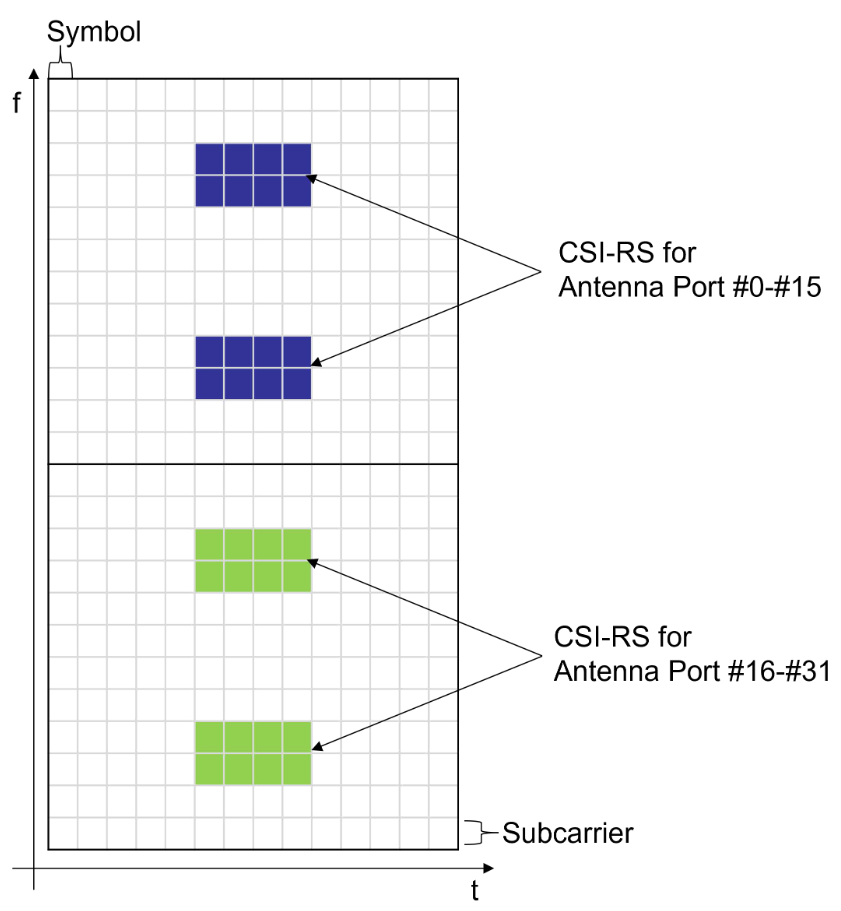 Symbol
f
CSI-RS for
Antenna Port #0-#15
CSI-RS for
Antenna Port #16-#31
Subcarrier
t